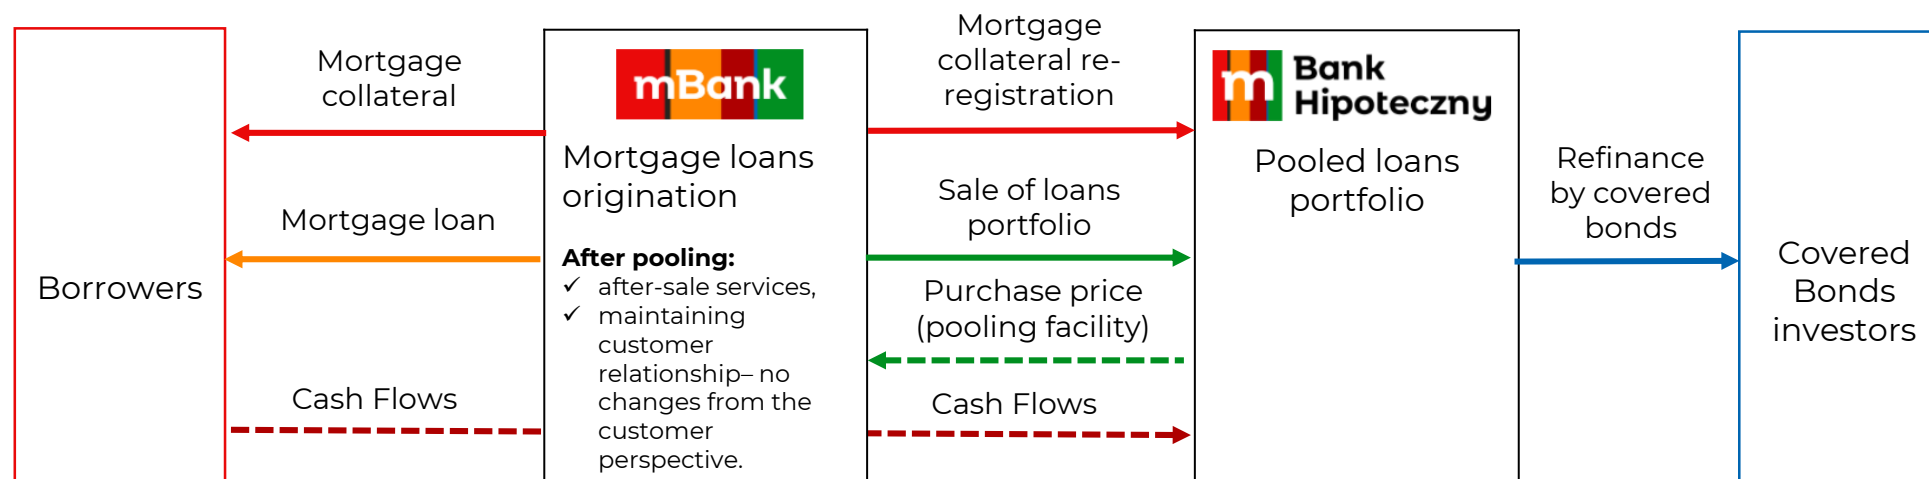 Borrowers
Mortgage
collateral
Mortgage loan
Cash Flows
mBank
Mortgage loans
origination
After pooling:
✓ after-sale services,
✓ maintaining
customer
relationship– no
changes from the
customer
perspective.
Mortgage
collateral re-
registration
Sale of loans
portfolio
Purchase price
(pooling facility)
Cash Flows
m Bank
Hipoteczny
Pooled loans
portfolio
Refinance
by covered
bonds
Covered
Bonds
investors